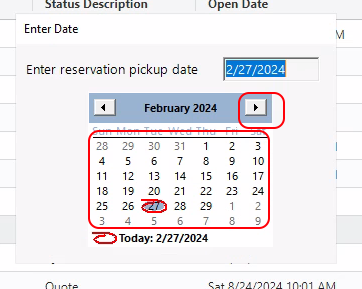 Status Description Open Date
Enter Date
Enter reservation pickup date 2/27/2024
February 2024
Sun Mon Tue Wed Thu Fri Sat
28 29 30 31 1 2 3
4 5 6 7 8 9 10
11 12 13 14 15 16 17
18 19 20 21 22 23 24
25 26 27 28 29 1 2
3 4 5 6 7 8 9
Today: 2/27/2024
Quote Sat 8/24/2024 10:01 AM